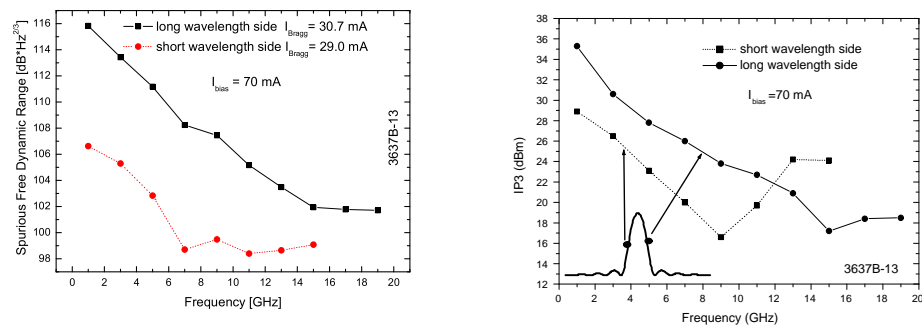 116
114
112
110
108
106
104
102
100
98
0 2 4 6 8 10 12 14 16 18 20
Spurious Free Dynamic Range [dB*Hz^2/3]
Frequency [GHz]
long wavelength side I_Bragg = 30.7 mA
short wavelength side I_Bragg = 29.0 mA
I_bias = 70 mA
3637B-13
38
36
34
32
30
28
26
24
22
20
18
16
14
12
0 2 4 6 8 10 12 14 16 18 20
IP3 (dBm)
Frequency (GHz)
short wavelength side
long wavelength side
I_bias =70 mA
3637B-13